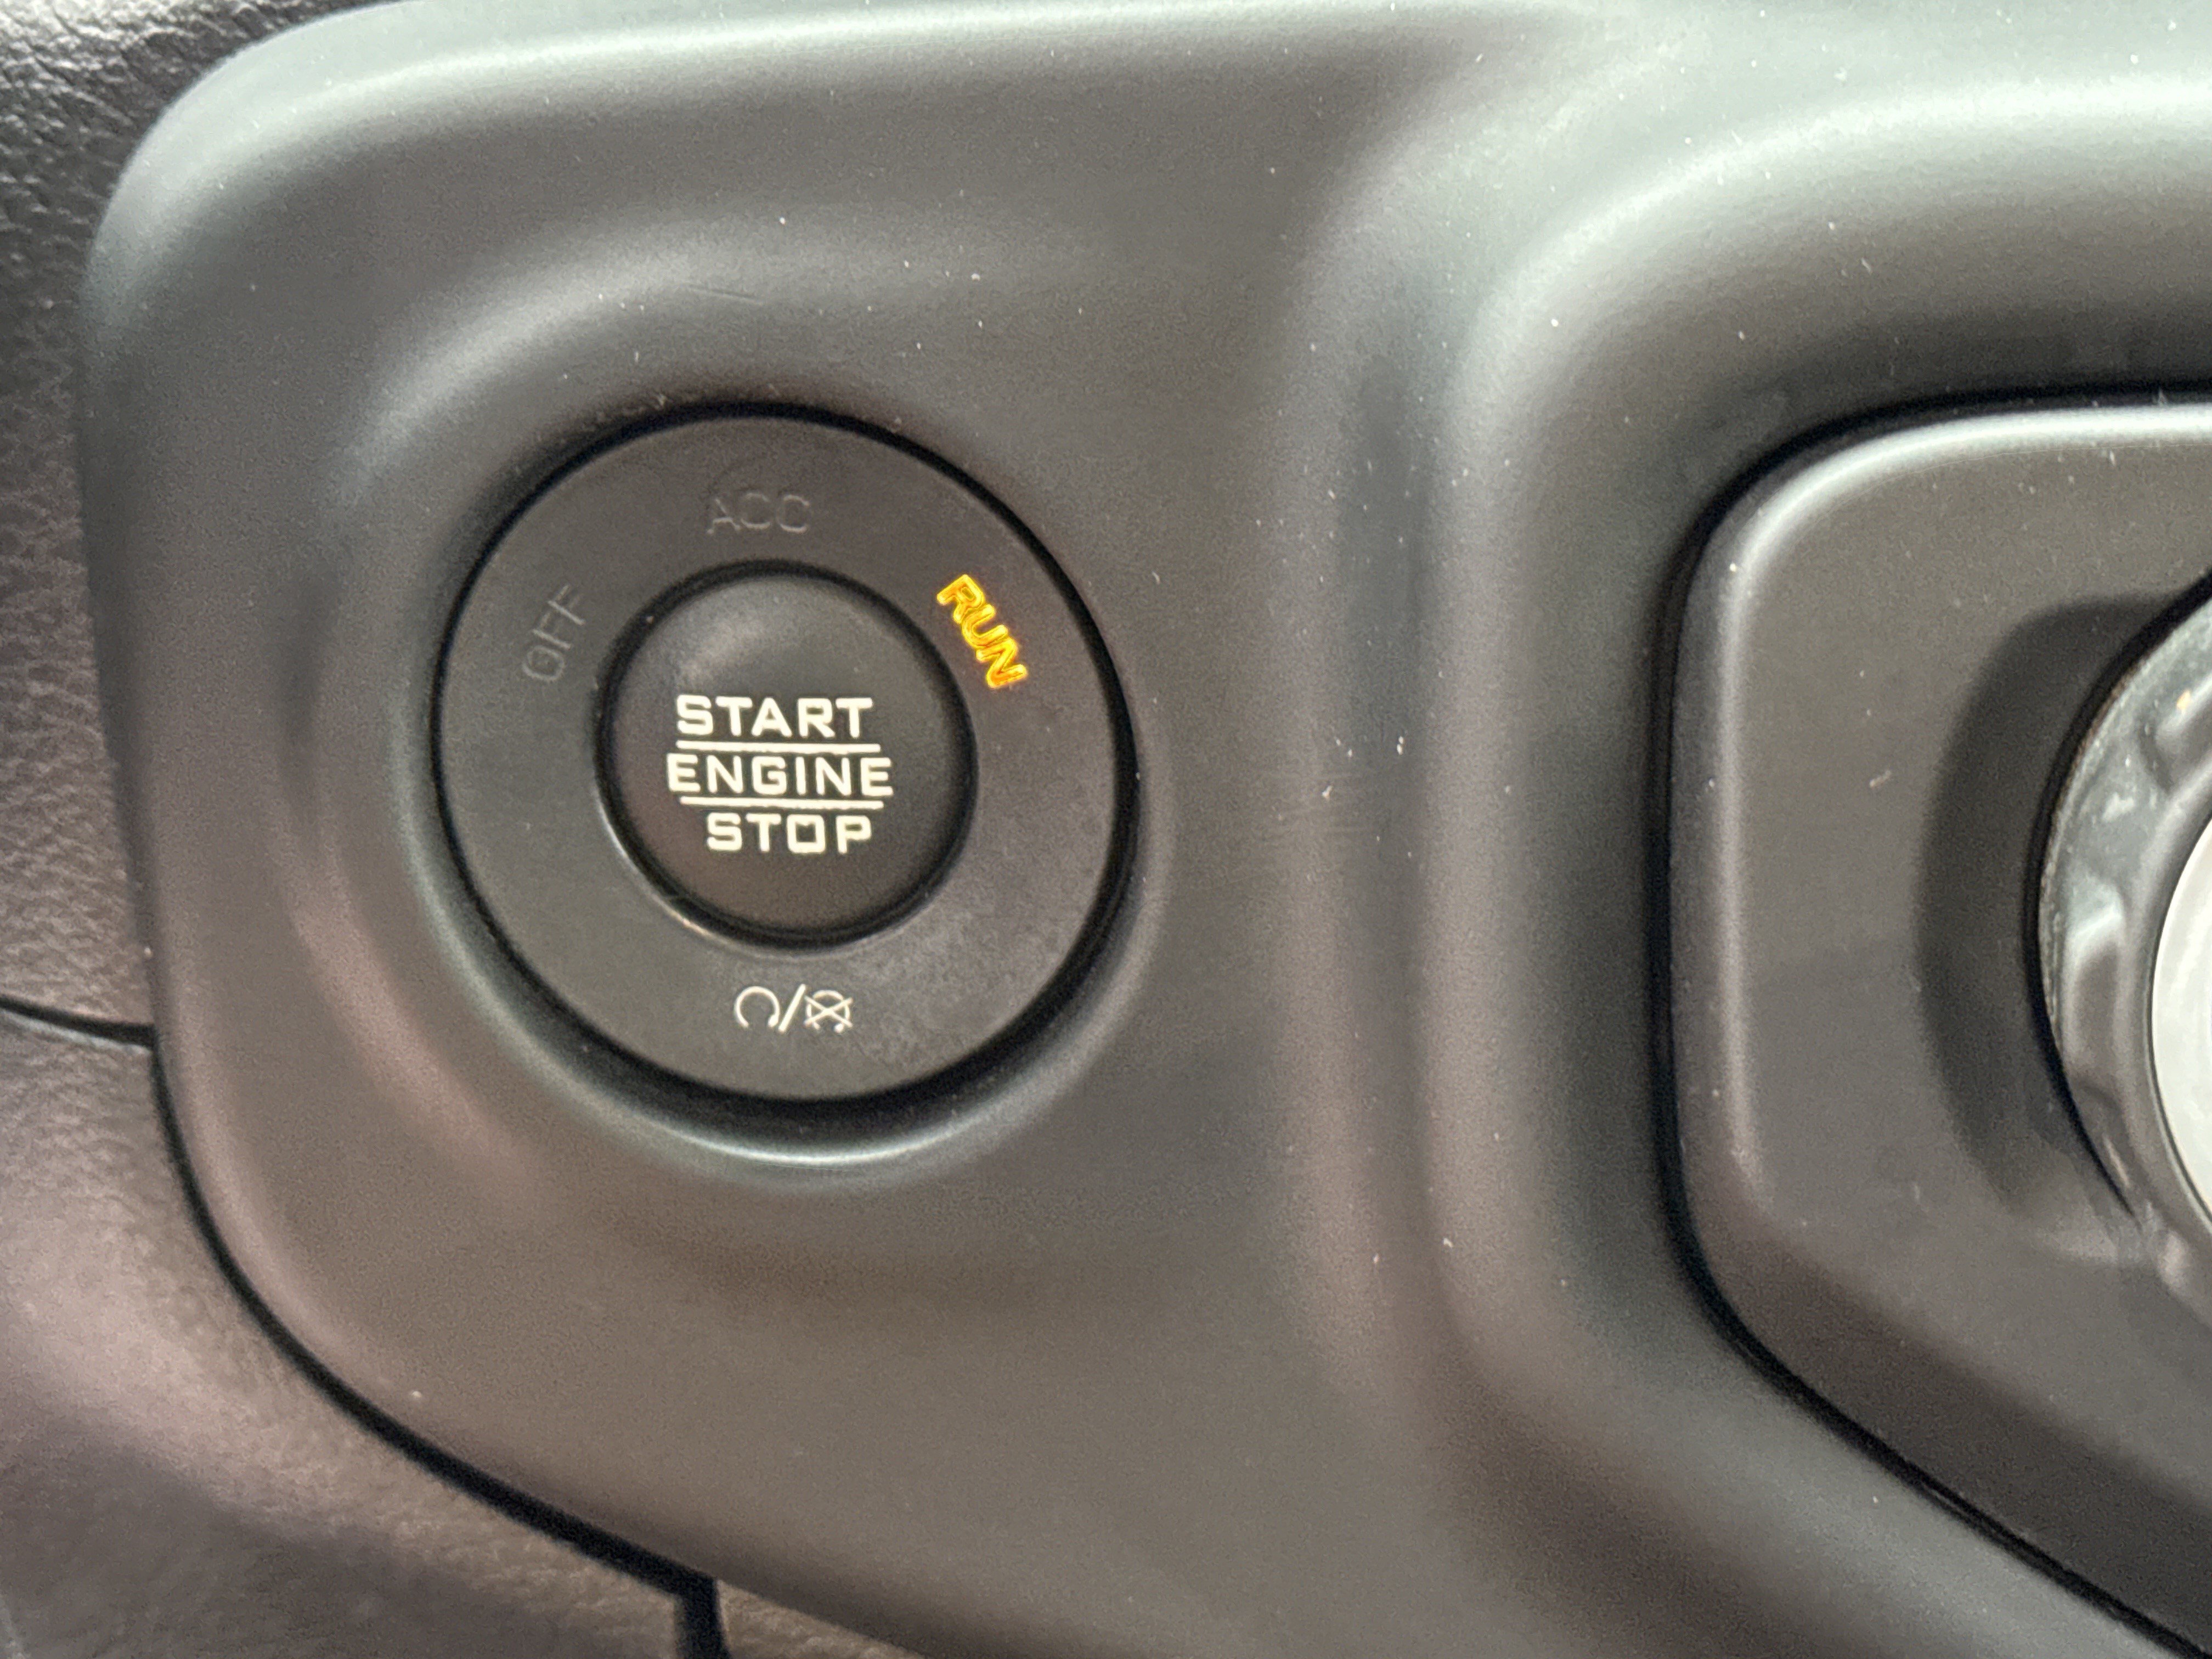 ACC
OFF
RUN
START
ENGINE
STOP